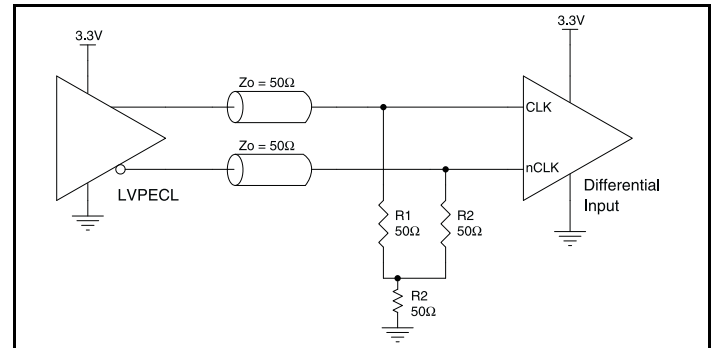 3.3V
3.3V
Zo = 50Ω
CLK
Zo = 50Ω
nCLK
LVPECL
Differential
Input
R1
50Ω
R2
50Ω
R2
50Ω